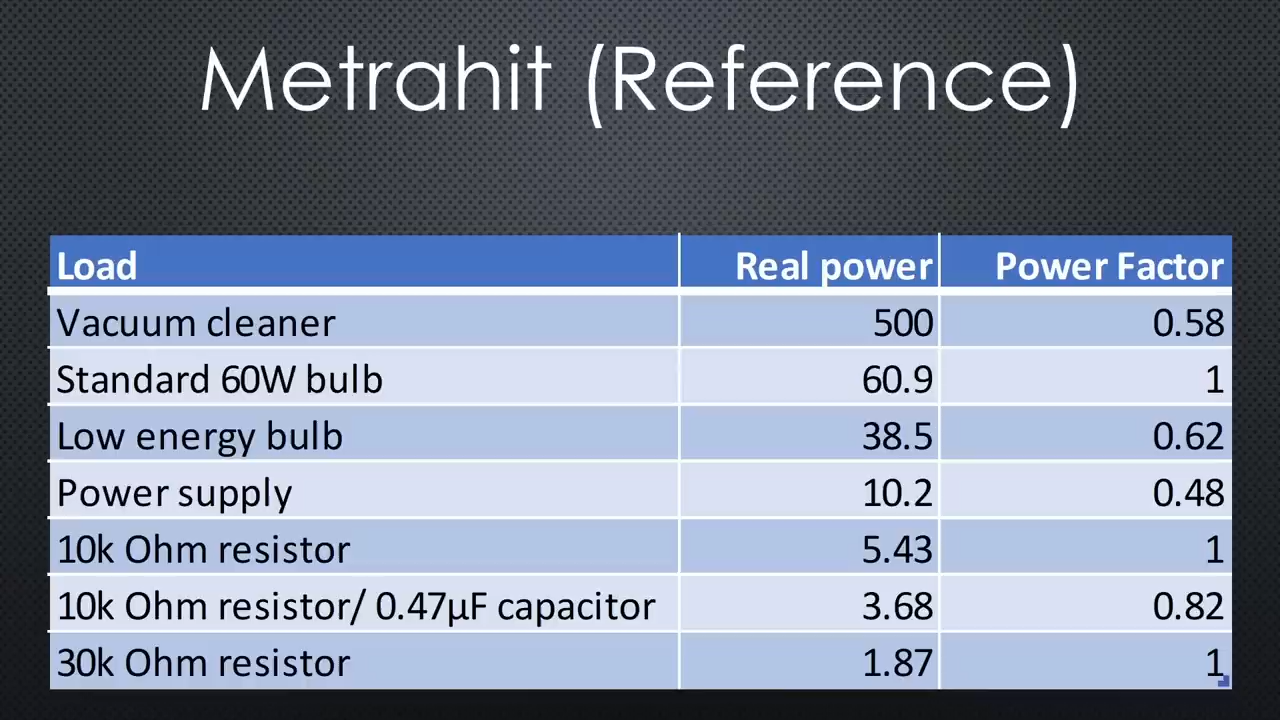 Metrahit (Reference)
Load Real power Power Factor
Vacuum cleaner 500 0.58
Standard 60W bulb 60.9 1
Low energy bulb 38.5 0.62
Power supply 10.2 0.48
10k Ohm resistor 5.43 1
10k Ohm resistor/ 0.47µF capacitor 3.68 0.82
30k Ohm resistor 1.87 1